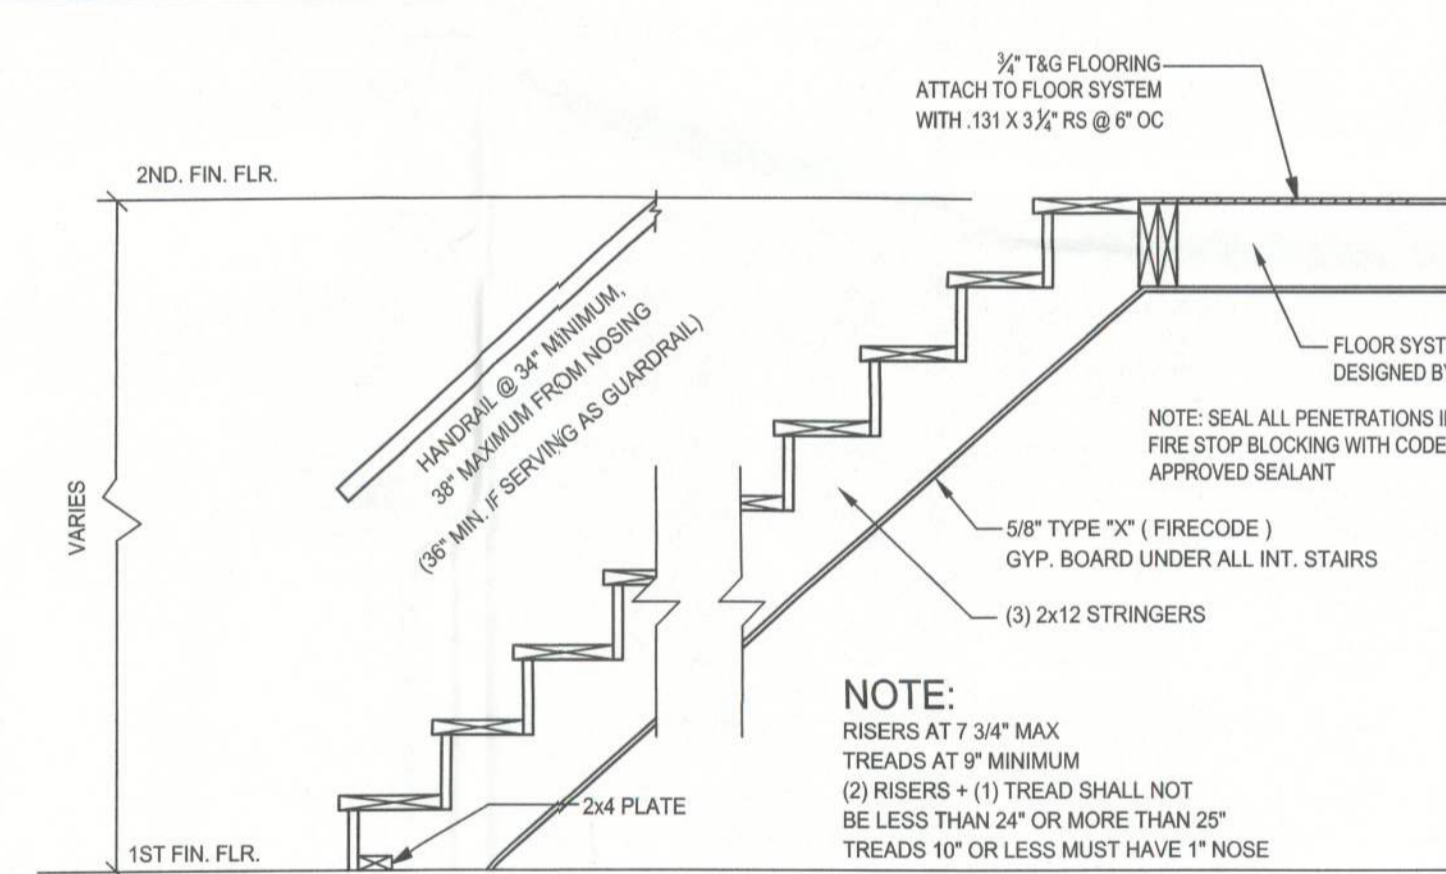 ¾" T&G FLOORING
ATTACH TO FLOOR SYSTEM
WITH .131 X 3¼" RS @ 6" OC
2ND. FIN. FLR.
HANDRAIL @ 34" MINIMUM,
38" MAXIMUM FROM NOSING
(36" MIN. IF SERVING AS GUARDRAIL)
FLOOR SYST
DESIGNED BY
NOTE: SEAL ALL PENETRATIONS I
FIRE STOP BLOCKING WITH CODE
APPROVED SEALANT
VARIES
5/8" TYPE "X" ( FIRECODE )
GYP. BOARD UNDER ALL INT. STAIRS
(3) 2x12 STRINGERS
NOTE:
RISERS AT 7 3/4" MAX
TREADS AT 9" MINIMUM
(2) RISERS + (1) TREAD SHALL NOT
BE LESS THAN 24" OR MORE THAN 25"
TREADS 10" OR LESS MUST HAVE 1" NOSE
2x4 PLATE
1ST FIN. FLR.